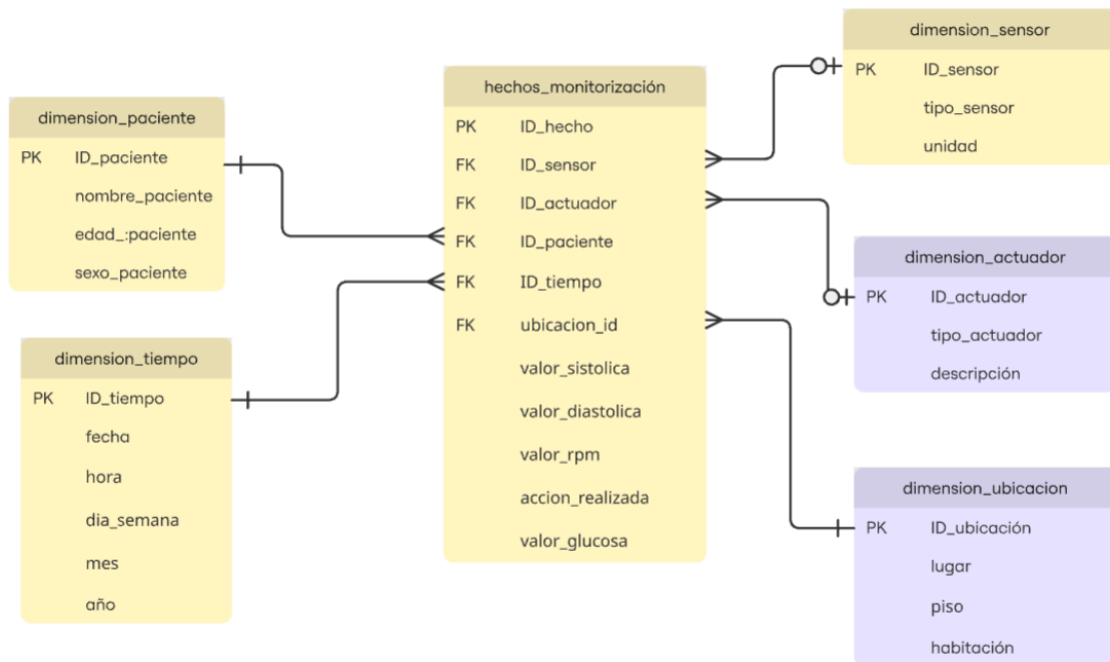 dimension_paciente
PK ID_paciente
nombre_paciente
edad_:paciente
sexo_paciente
dimension_tiempo
PK ID_tiempo
fecha
hora
dia_semana
mes
año
hechos_monitorización
PK ID_hecho
FK ID_sensor
FK ID_actuador
FK ID_paciente
FK ID_tiempo
FK ubicacion_id
valor_sistolica
valor_diastolica
valor_rpm
accion_realizada
valor_glucosa
dimension_sensor
PK ID_sensor
tipo_sensor
unidad
dimension_actuador
PK ID_actuador
tipo_actuador
descripción
dimension_ubicacion
PK ID_ubicación
lugar
piso
habitación